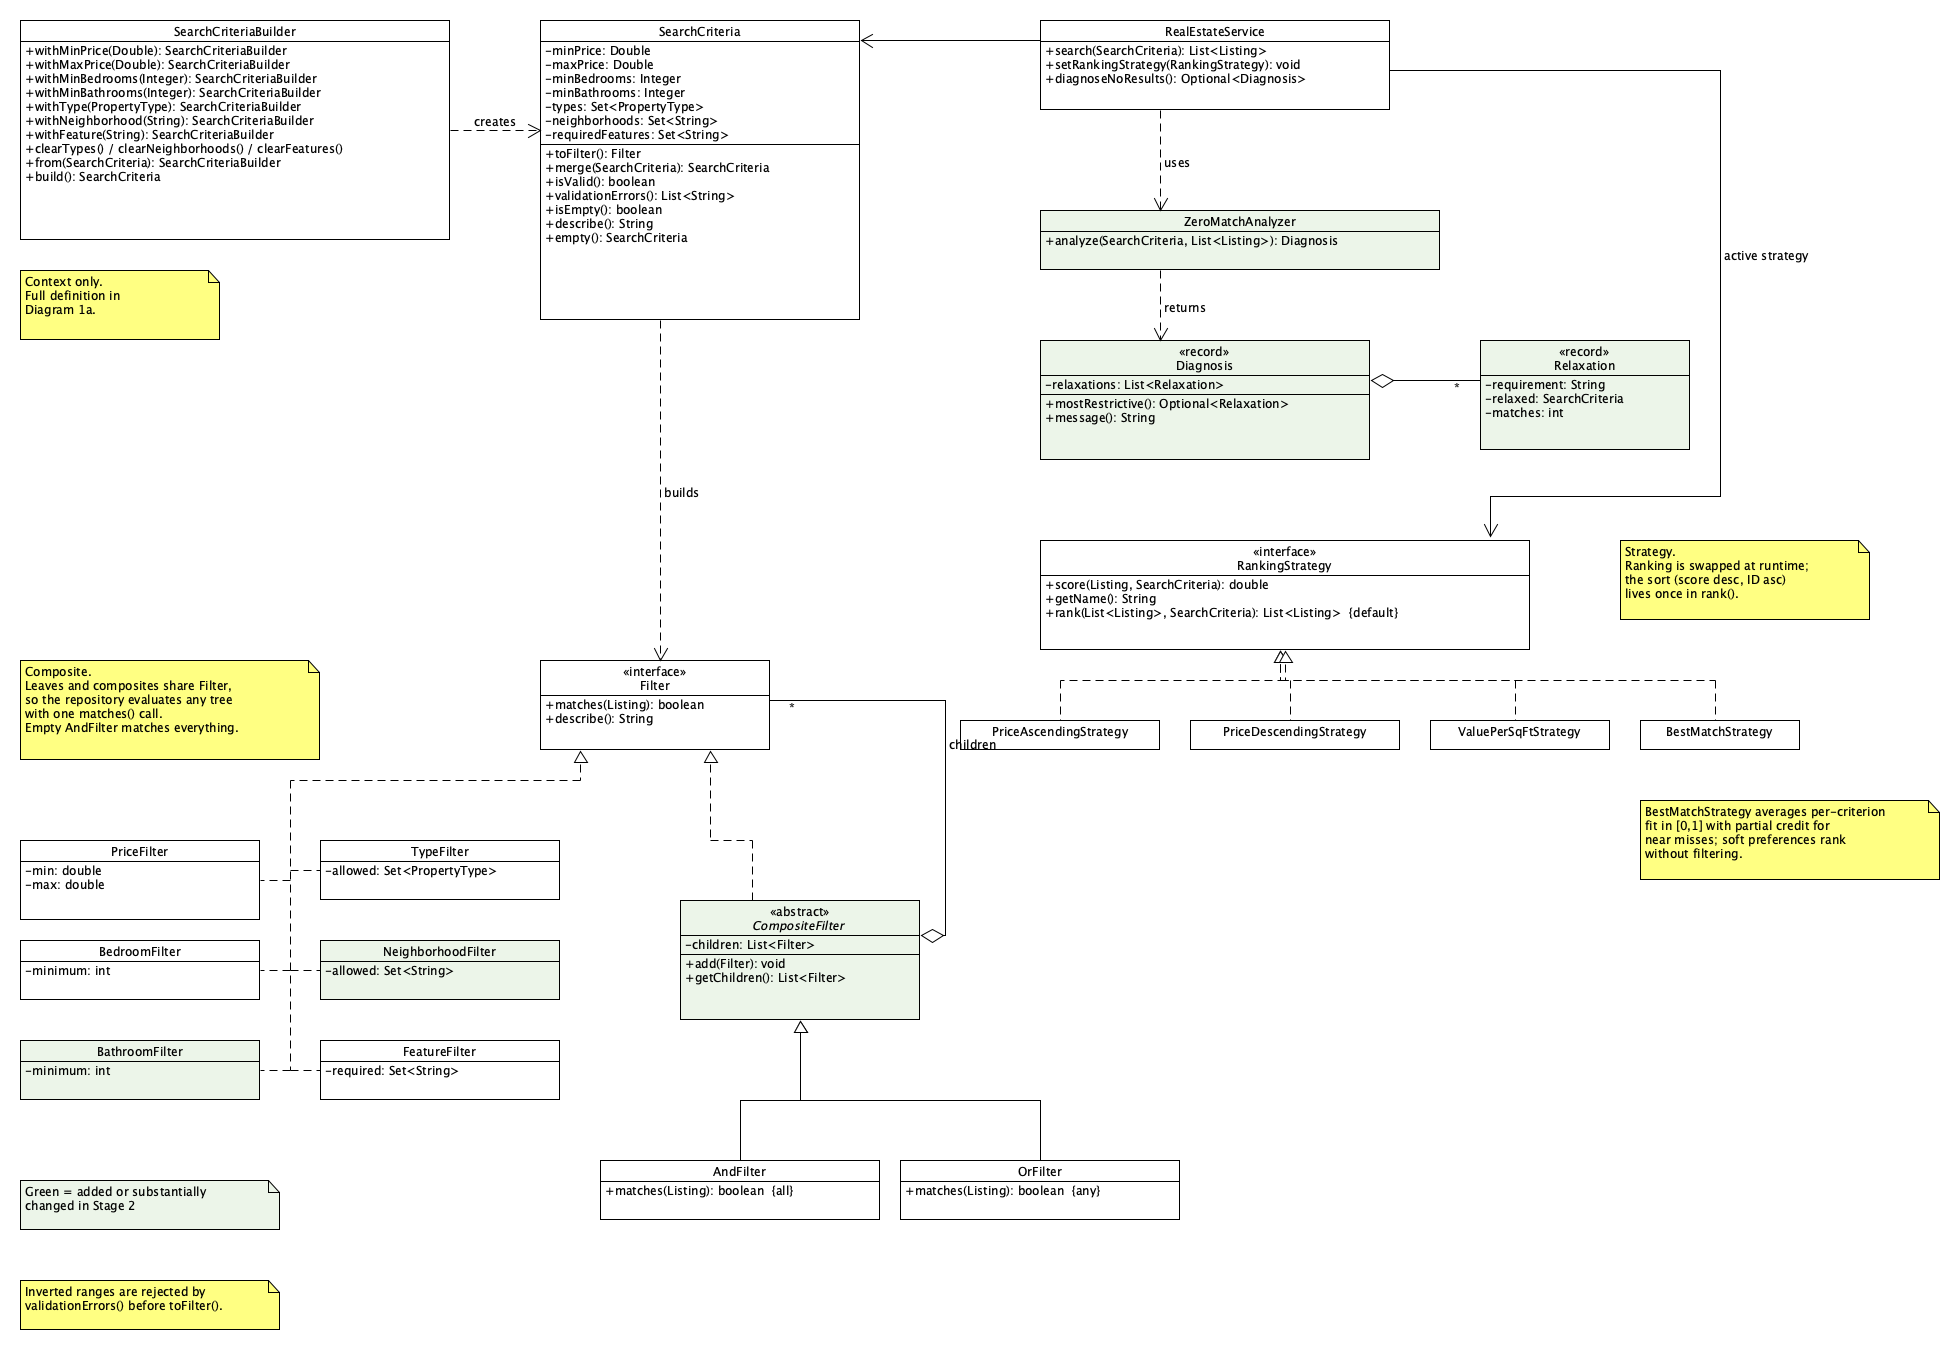 SearchCriteriaBuilder
+withMinPrice(Double): SearchCriteriaBuilder
+withMaxPrice(Double): SearchCriteriaBuilder
+withMinBedrooms(Integer): SearchCriteriaBuilder
+withMinBathrooms(Integer): SearchCriteriaBuilder
+withType(PropertyType): SearchCriteriaBuilder
+withNeighborhood(String): SearchCriteriaBuilder
+withFeature(String): SearchCriteriaBuilder
+clearTypes() / clearNeighborhoods() / clearFeatures()
+from(SearchCriteria): SearchCriteriaBuilder
+build(): SearchCriteria
creates
SearchCriteria
-minPrice: Double
-maxPrice: Double
-minBedrooms: Integer
-minBathrooms: Integer
-types: Set<PropertyType>
-neighborhoods: Set<String>
-requiredFeatures: Set<String>
+toFilter(): Filter
+merge(SearchCriteria): SearchCriteria
+isValid(): boolean
+validationErrors(): List<String>
+isEmpty(): boolean
+describe(): String
+empty(): SearchCriteria
RealEstateService
+search(SearchCriteria): List<Listing>
+setRankingStrategy(RankingStrategy): void
+diagnoseNoResults(): Optional<Diagnosis>
uses
ZeroMatchAnalyzer
+analyze(SearchCriteria, List<Listing>): Diagnosis
active strategy
Context only.
Full definition in
Diagram 1a.
returns
«record»
Diagnosis
-relaxations: List<Relaxation>
+mostRestrictive(): Optional<Relaxation>
+message(): String
*
«record»
Relaxation
-requirement: String
-relaxed: SearchCriteria
-matches: int
builds
«interface»
RankingStrategy
+score(Listing, SearchCriteria): double
+getName(): String
+rank(List<Listing>, SearchCriteria): List<Listing>  {default}
Strategy.
Ranking is swapped at runtime;
the sort (score desc, ID asc)
lives once in rank().
Composite.
Leaves and composites share Filter,
so the repository evaluates any tree
with one matches() call.
Empty AndFilter matches everything.
«interface»
Filter
+matches(Listing): boolean
+describe(): String
*
children
PriceAscendingStrategy
PriceDescendingStrategy
ValuePerSqFtStrategy
BestMatchStrategy
BestMatchStrategy averages per-criterion
fit in [0,1] with partial credit for
near misses; soft preferences rank
without filtering.
PriceFilter
-min: double
-max: double
TypeFilter
-allowed: Set<PropertyType>
BedroomFilter
-minimum: int
NeighborhoodFilter
-allowed: Set<String>
BathroomFilter
-minimum: int
FeatureFilter
-required: Set<String>
«abstract»
CompositeFilter
-children: List<Filter>
+add(Filter): void
+getChildren(): List<Filter>
AndFilter
+matches(Listing): boolean  {all}
OrFilter
+matches(Listing): boolean  {any}
Green = added or substantially
changed in Stage 2
Inverted ranges are rejected by
validationErrors() before toFilter().